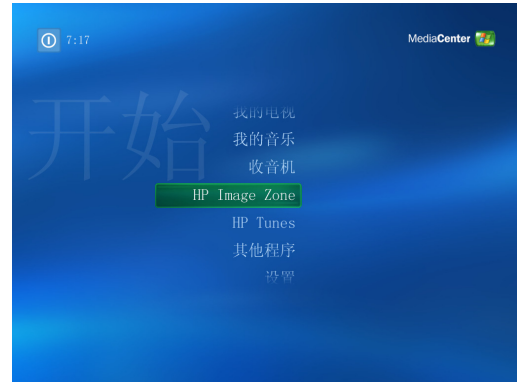 7:17
MediaCenter
开始
我的电视
我的音乐
收音机
HP Image Zone
HP Tunes
其他程序
设置